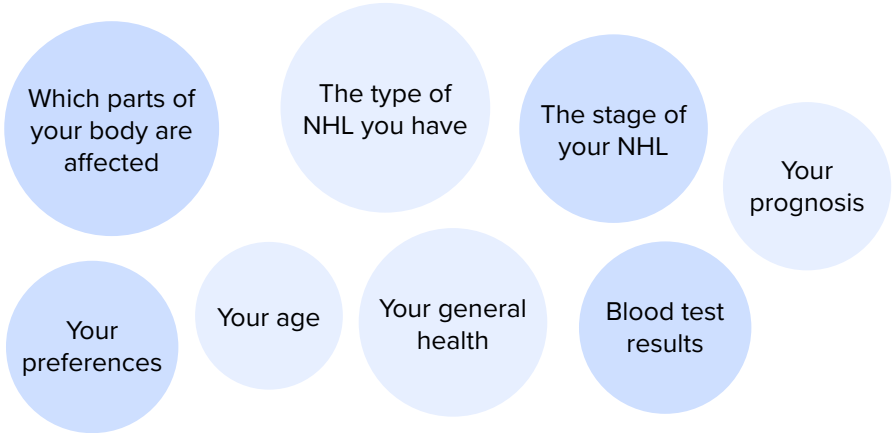 Which parts of
your body are
affected
The type of
NHL you have
The stage of
your NHL
Your
prognosis
Your
preferences
Your age
Your general
health
Blood test
results